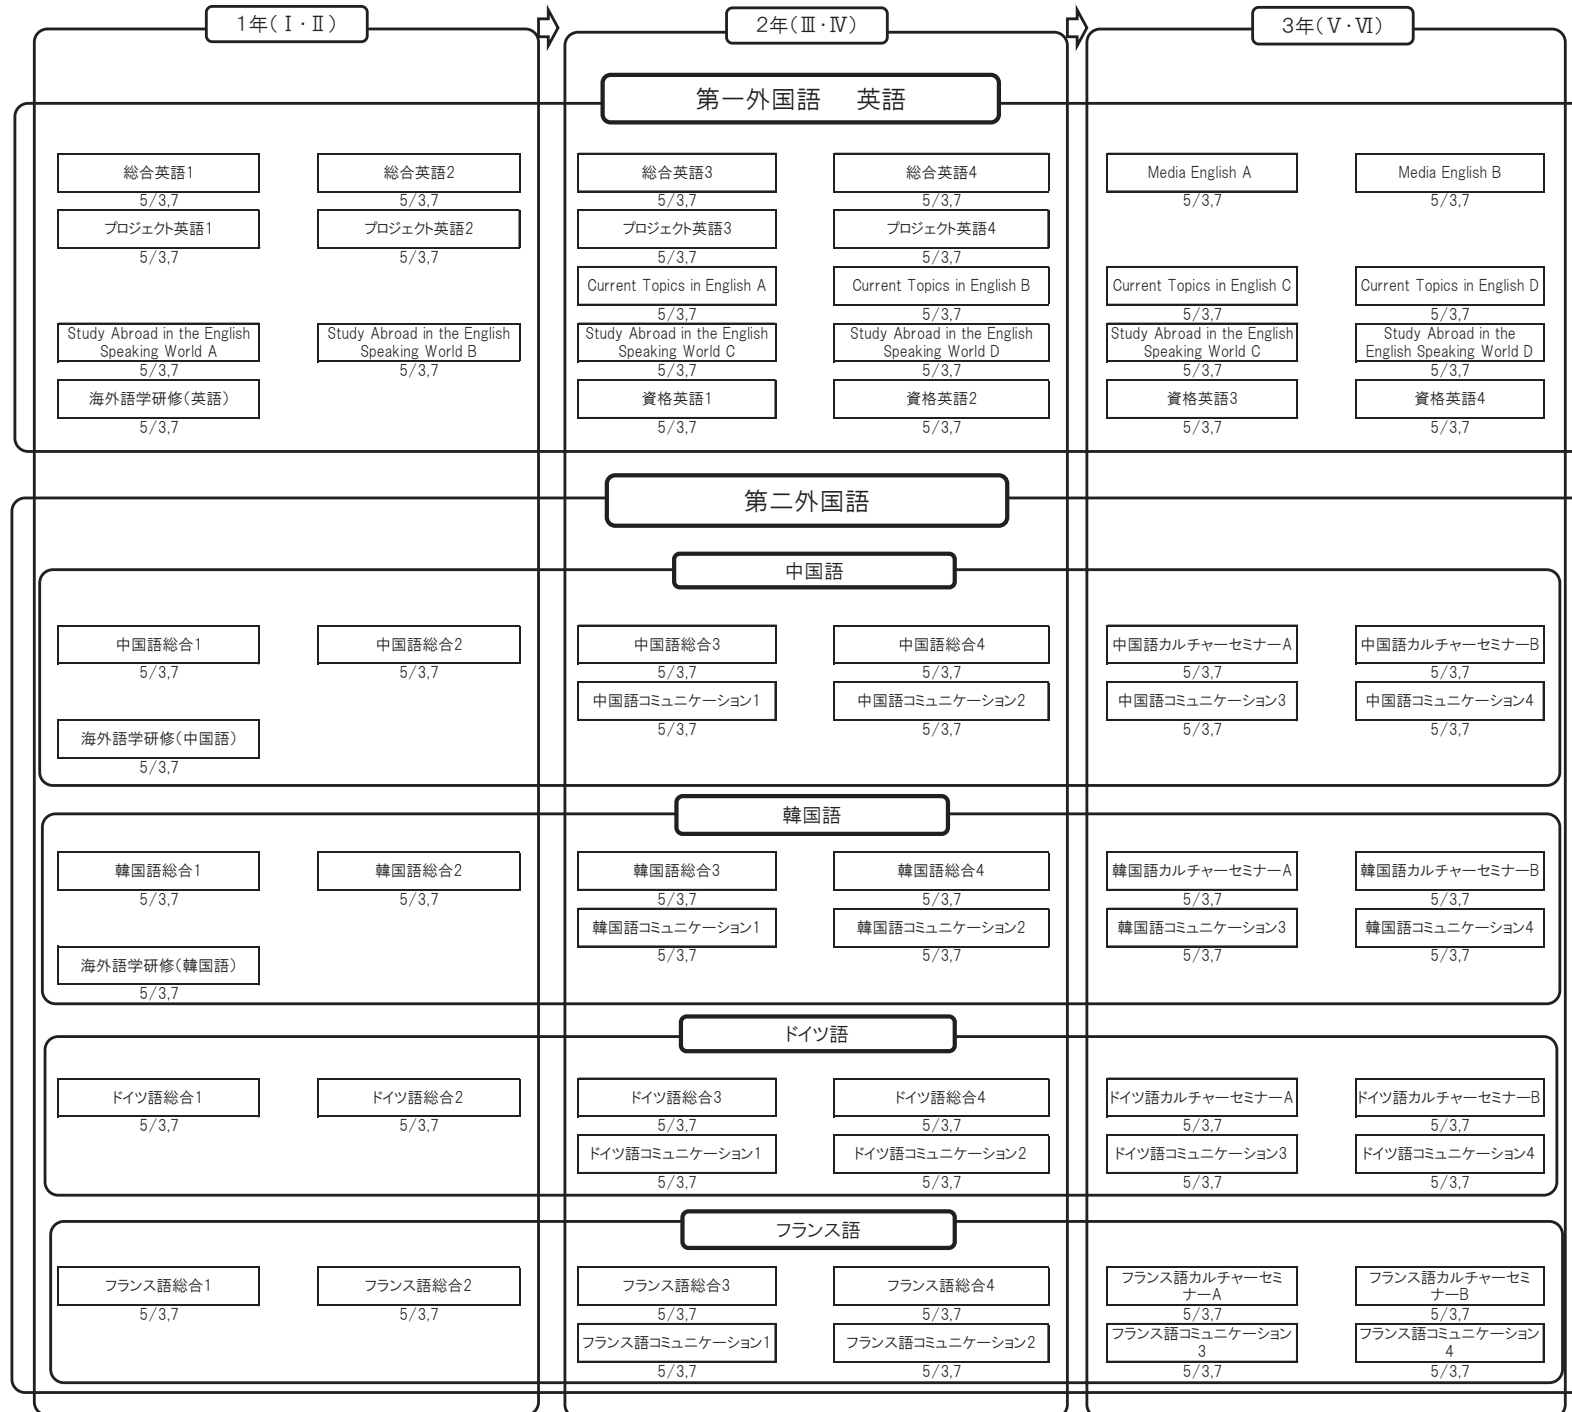 1年(Ⅰ・Ⅱ)
2年(Ⅲ・Ⅳ)
3年(Ⅴ・Ⅵ)
第一外国語 英語
総合英語1
総合英語2
総合英語3
総合英語4
Media English A
Media English B
5/3,7
5/3,7
5/3,7
5/3,7
5/3,7
5/3,7
プロジェクト英語1
プロジェクト英語2
プロジェクト英語3
プロジェクト英語4
5/3,7
5/3,7
5/3,7
5/3,7
Current Topics in English A
Current Topics in English B
Current Topics in English C
Current Topics in English D
5/3,7
5/3,7
5/3,7
5/3,7
Study Abroad in the English
Speaking World A
Study Abroad in the English
Speaking World B
Study Abroad in the English
Speaking World C
Study Abroad in the English
Speaking World D
Study Abroad in the English
Speaking World C
Study Abroad in the
English Speaking World D
5/3,7
5/3,7
5/3,7
5/3,7
5/3,7
5/3,7
海外語学研修(英語)
資格英語1
資格英語2
資格英語3
資格英語4
5/3,7
5/3,7
5/3,7
5/3,7
5/3,7
第二外国語
中国語
中国語総合1
中国語総合2
中国語総合3
中国語総合4
中国語カルチャーセミナーA
中国語カルチャーセミナーB
5/3,7
5/3,7
5/3,7
5/3,7
5/3,7
5/3,7
中国語コミュニケーション1
中国語コミュニケーション2
中国語コミュニケーション3
中国語コミュニケーション4
5/3,7
5/3,7
5/3,7
5/3,7
海外語学研修(中国語)
5/3,7
韓国語
韓国語総合1
韓国語総合2
韓国語総合3
韓国語総合4
韓国語カルチャーセミナーA
韓国語カルチャーセミナーB
5/3,7
5/3,7
5/3,7
5/3,7
5/3,7
5/3,7
韓国語コミュニケーション1
韓国語コミュニケーション2
韓国語コミュニケーション3
韓国語コミュニケーション4
5/3,7
5/3,7
5/3,7
5/3,7
海外語学研修(韓国語)
5/3,7
ドイツ語
ドイツ語総合1
ドイツ語総合2
ドイツ語総合3
ドイツ語総合4
ドイツ語カルチャーセミナーA
ドイツ語カルチャーセミナーB
5/3,7
5/3,7
5/3,7
5/3,7
5/3,7
5/3,7
ドイツ語コミュニケーション1
ドイツ語コミュニケーション2
ドイツ語コミュニケーション3
ドイツ語コミュニケーション4
5/3,7
5/3,7
5/3,7
5/3,7
フランス語
フランス語総合1
フランス語総合2
フランス語総合3
フランス語総合4
フランス語カルチャーセミ
ナーA
フランス語カルチャーセミ
ナーB
5/3,7
5/3,7
5/3,7
5/3,7
5/3,7
5/3,7
フランス語コミュニケーション1
フランス語コミュニケーション2
フランス語コミュニケーション
3
フランス語コミュニケーション
4
5/3,7
5/3,7
5/3,7
5/3,7